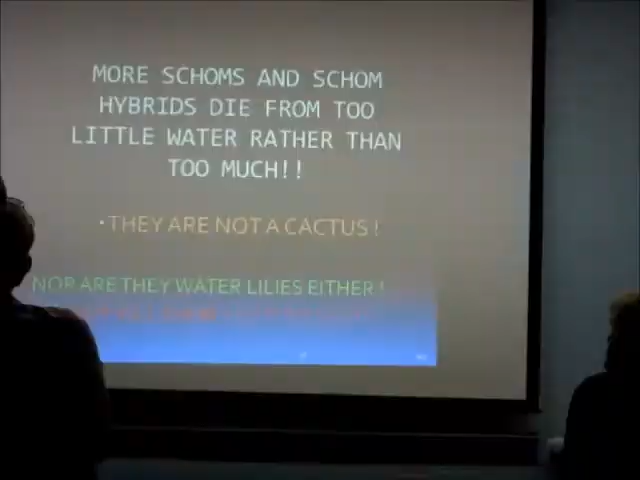 MORE SCHOMS AND SCHOM
HYBRIDS DIE FROM TOO
LITTLE WATER RATHER THAN
TOO MUCH!!
·THEY ARE NOT A CACTUS!
NOR ARE THEY WATER LILIES EITHER!